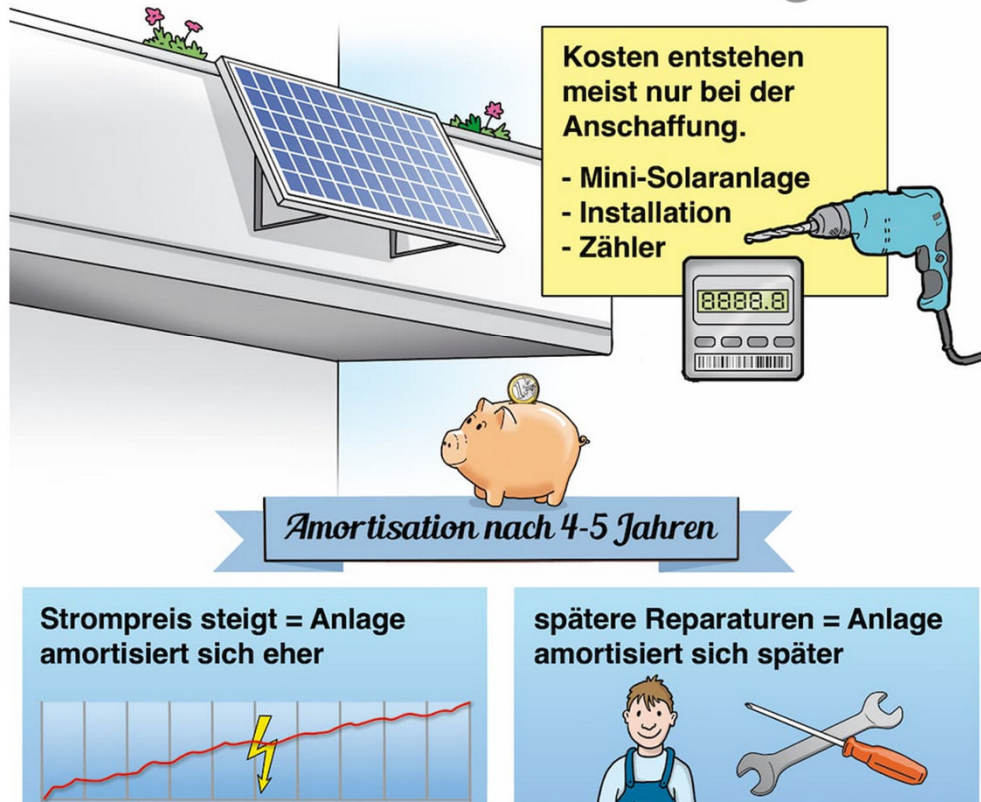 Kosten entstehen
meist nur bei der
Anschaffung.
- Mini-Solaranlage
- Installation
- Zähler
8888.8
Amortisation nach 4-5 Jahren
Strompreis steigt = Anlage
amortisiert sich eher
spätere Reparaturen = Anlage
amortisiert sich später